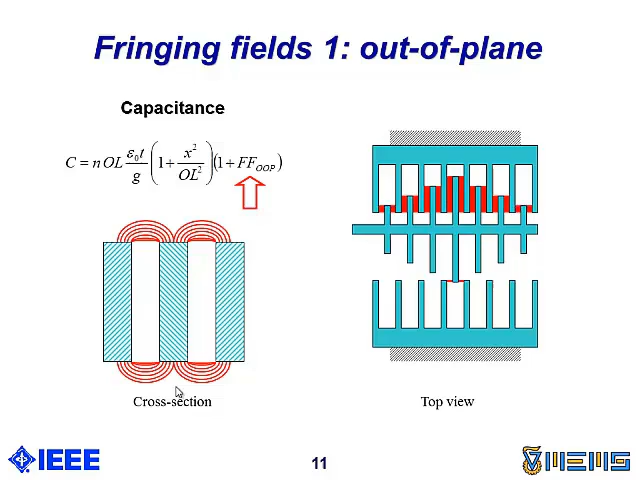 Fringing fields 1: out-of-plane
Capacitance
C = n OL ε₀t/g (1 + x²/OL²)(1 + FF_OOP)
Cross-section
Top view
IEEE
11
MEMS